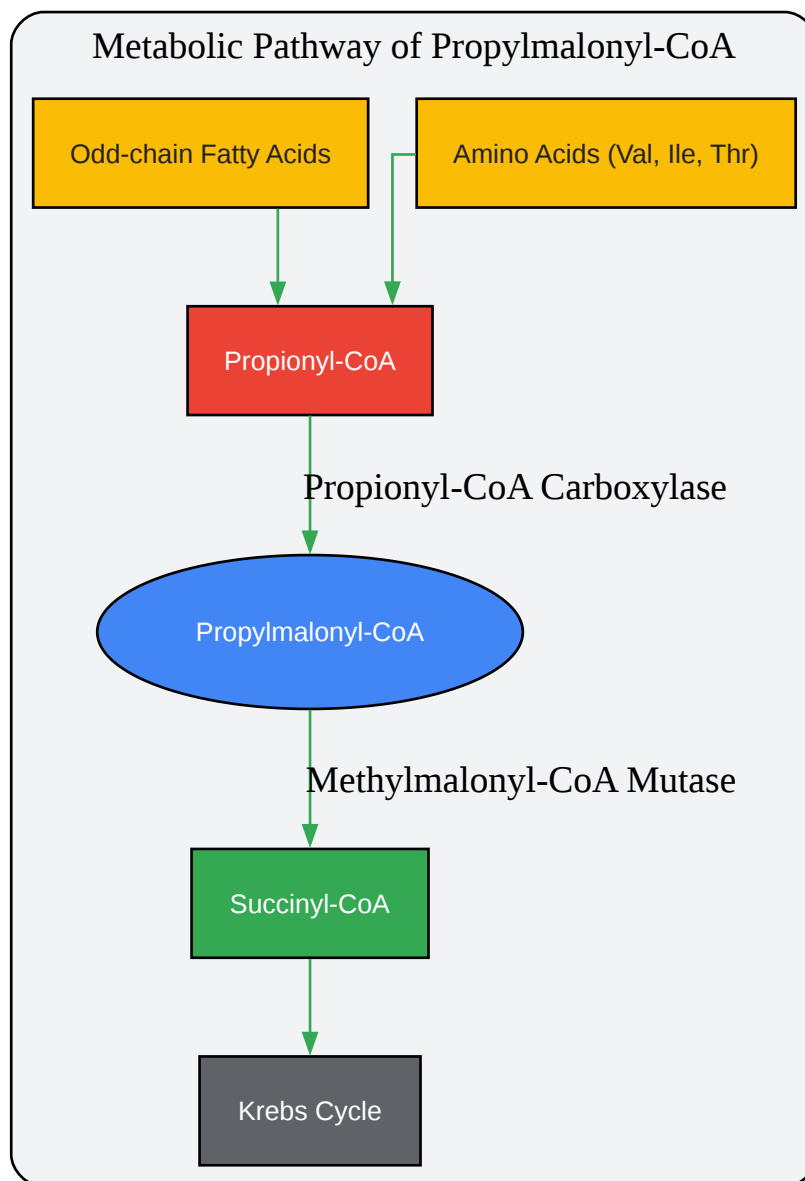 Metabolic Pathway of Propylmalonyl-CoA
Odd-chain Fatty Acids
Amino Acids (Val, Ile, Thr)
Propionyl-CoA
Propionyl-CoA Carboxylase
Propylmalonyl-CoA
Methylmalonyl-CoA Mutase
Succinyl-CoA
Krebs Cycle